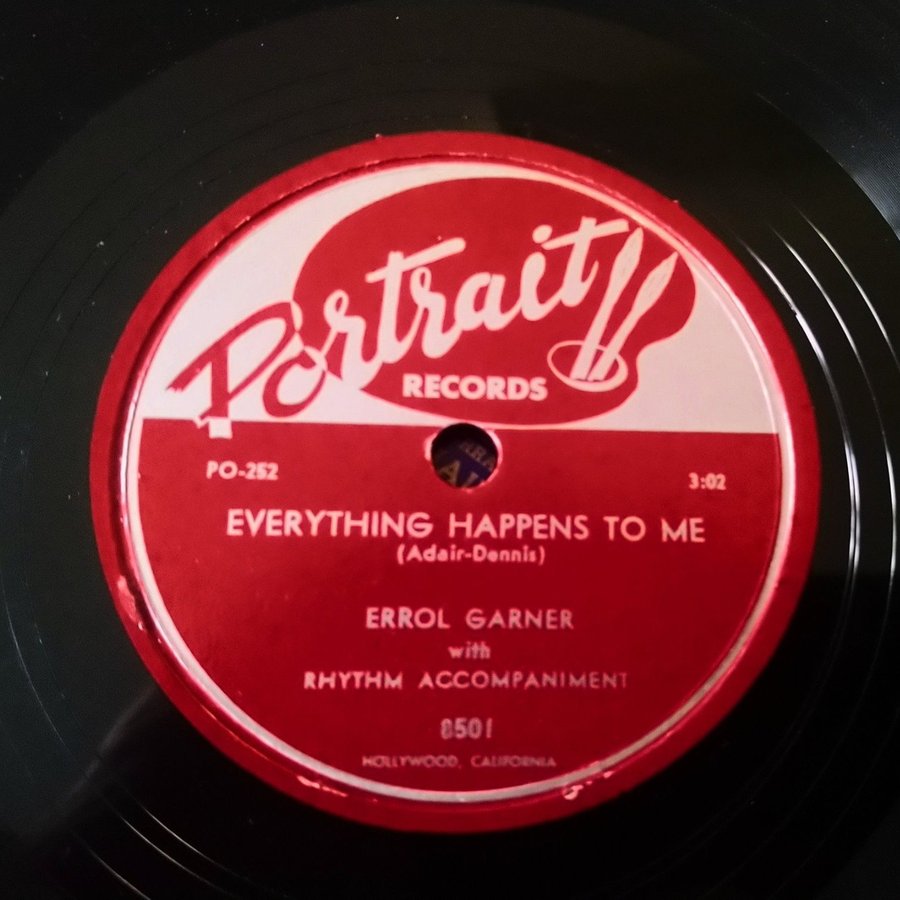 Portrait
RECORDS
PO-252
3:02
EVERYTHING HAPPENS TO ME
(Adair-Dennis)
ERROL GARNER
with
RHYTHM ACCOMPANIMENT
8501
HOLLYWOOD, CALIFORNIA